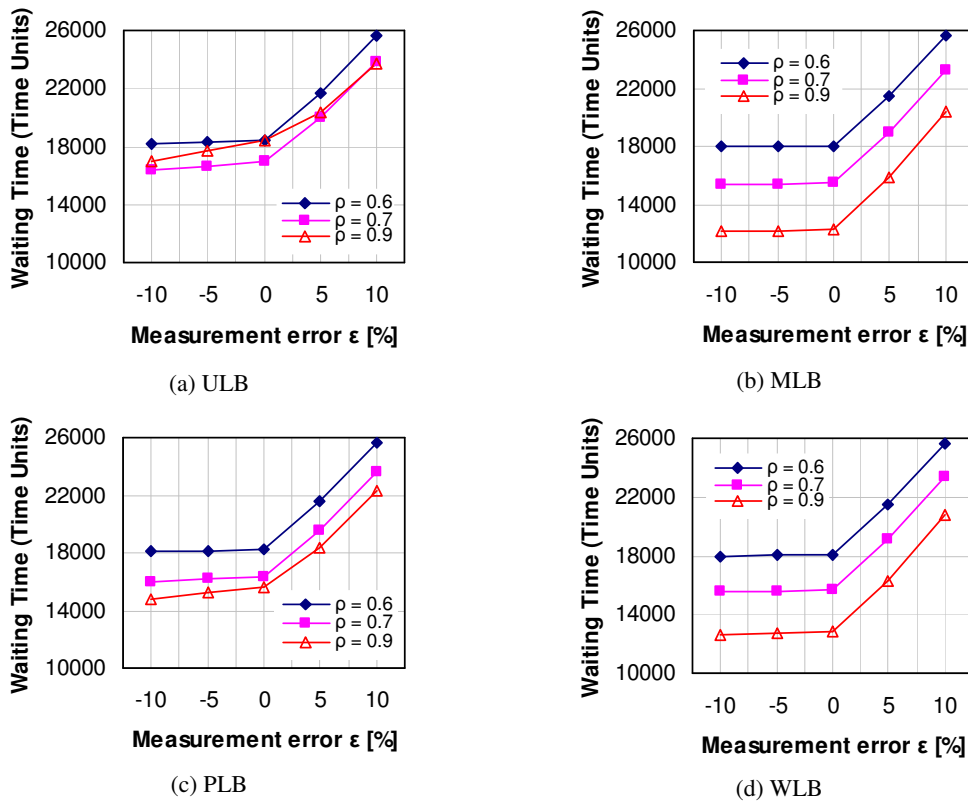 Waiting Time (Time Units)
26000
22000
18000
14000
10000
ρ = 0.6
ρ = 0.7
ρ = 0.9
-10 -5 0 5 10
Measurement error ε [%]
(a) ULB
Waiting Time (Time Units)
26000
22000
18000
14000
10000
ρ = 0.6
ρ = 0.7
ρ = 0.9
-10 -5 0 5 10
Measurement error ε [%]
(b) MLB
Waiting Time (Time Units)
26000
22000
18000
14000
10000
ρ = 0.6
ρ = 0.7
ρ = 0.9
-10 -5 0 5 10
Measurement error ε [%]
(c) PLB
Waiting Time (Time Units)
26000
22000
18000
14000
10000
ρ = 0.6
ρ = 0.7
ρ = 0.9
-10 -5 0 5 10
Measurement error ε [%]
(d) WLB